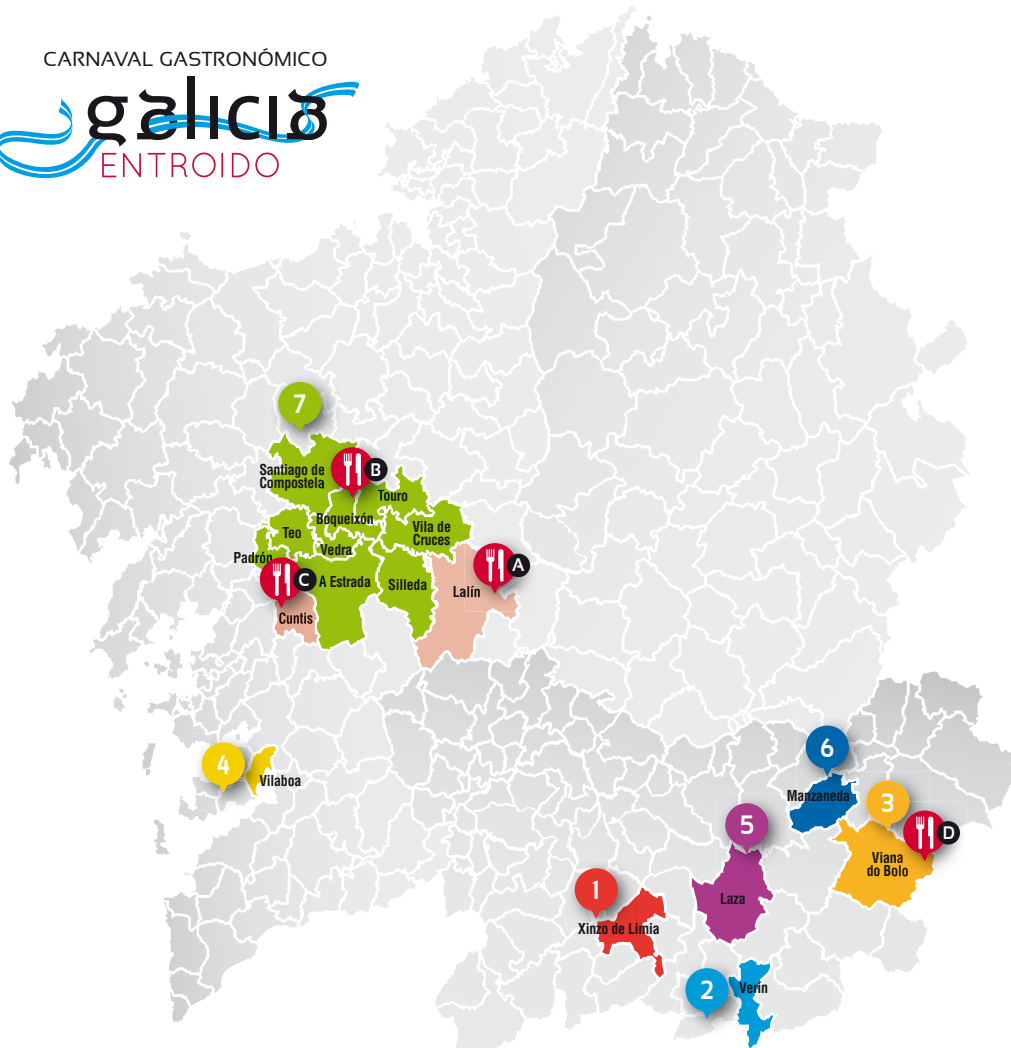 CARNAVAL GASTRONÓMICO
galicia
ENTROIDO
7
Santiago de
Compostela
B
Touro
Boqueixón
Teo
Vila de
Cruces
Vedra
Padrón
A
C
A Estrada
Silleda
Lalín
Cuntis
4
Vilaboa
6
Manzaneda
3
D
5
Viana
do Bolo
1
Laza
Xinzo de Limia
2
Verín